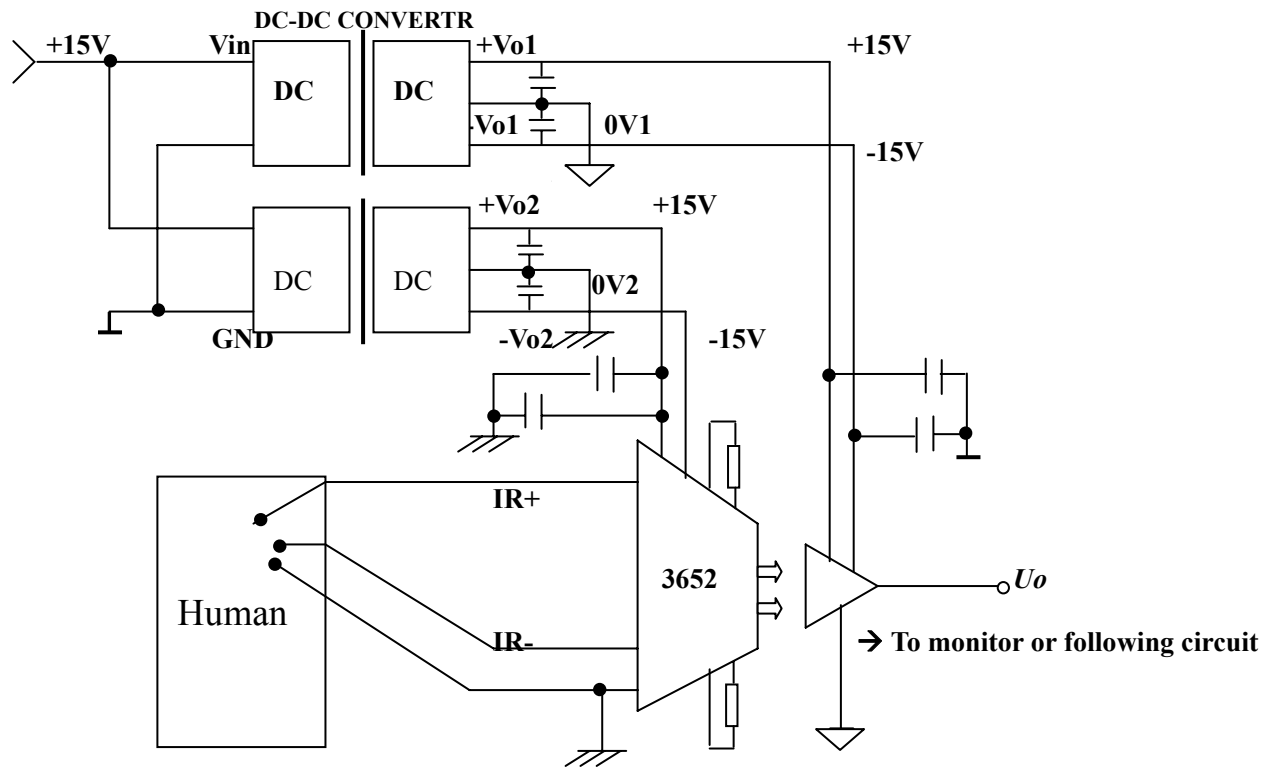 DC-DC CONVERTR
+15V
Vin
+Vo1
+15V
DC
DC
-Vo1
0V1
-15V
+Vo2
+15V
DC
DC
0V2
GND
-Vo2
-15V
IR+
3652
Uo
Human
IR-
→ To monitor or following circuit